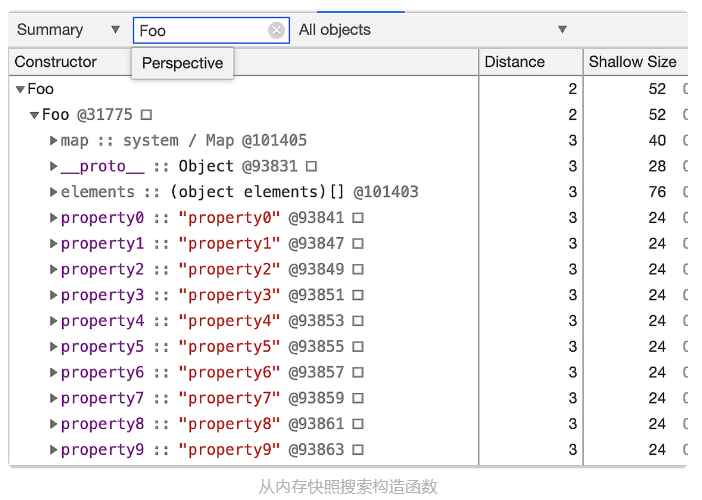 Summary ▼ Foo All objects ▼
Perspective
Constructor Distance Shallow Size
▼Foo 2 52
▼Foo @31775 2 52
▶map :: system / Map @101405 3 40
▶__proto__ :: Object @93831 3 28
▶elements :: (object elements)[] @101403 3 76
▶property0 :: "property0" @93841 3 24
▶property1 :: "property1" @93847 3 24
▶property2 :: "property2" @93849 3 24
▶property3 :: "property3" @93851 3 24
▶property4 :: "property4" @93853 3 24
▶property5 :: "property5" @93855 3 24
▶property6 :: "property6" @93857 3 24
▶property7 :: "property7" @93859 3 24
▶property8 :: "property8" @93861 3 24
▶property9 :: "property9" @93863 3 24
从内存快照搜索构造函数